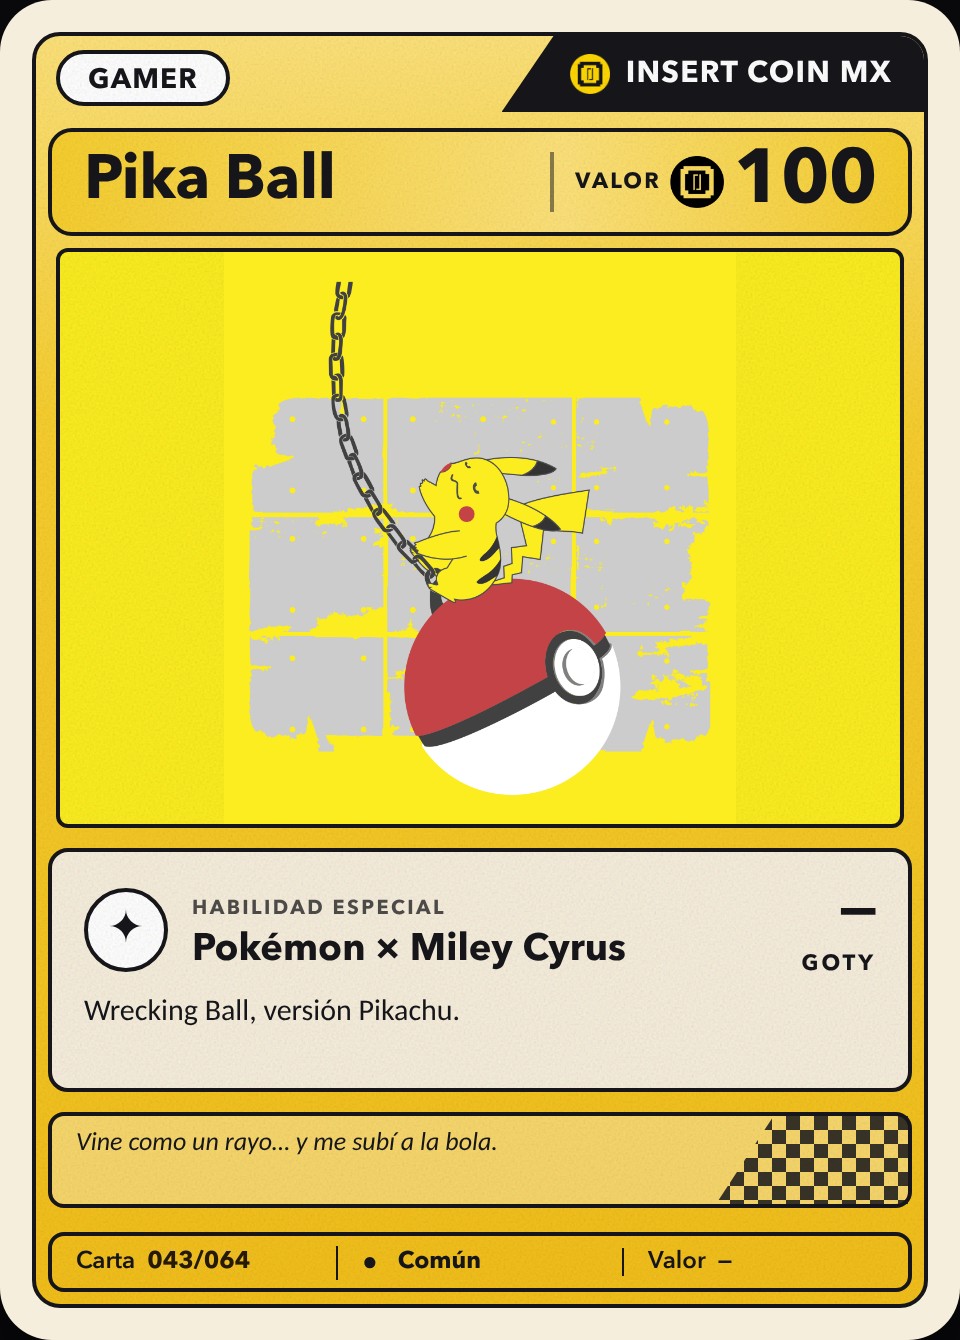 GAMER
INSERT COIN MX
Pika Ball
VALOR 100
HABILIDAD ESPECIAL
Pokémon × Miley Cyrus
—
GOTY
Wrecking Ball, versión Pikachu.
Vine como un rayo... y me subí a la bola.
Carta 043/064
• Común
Valor –